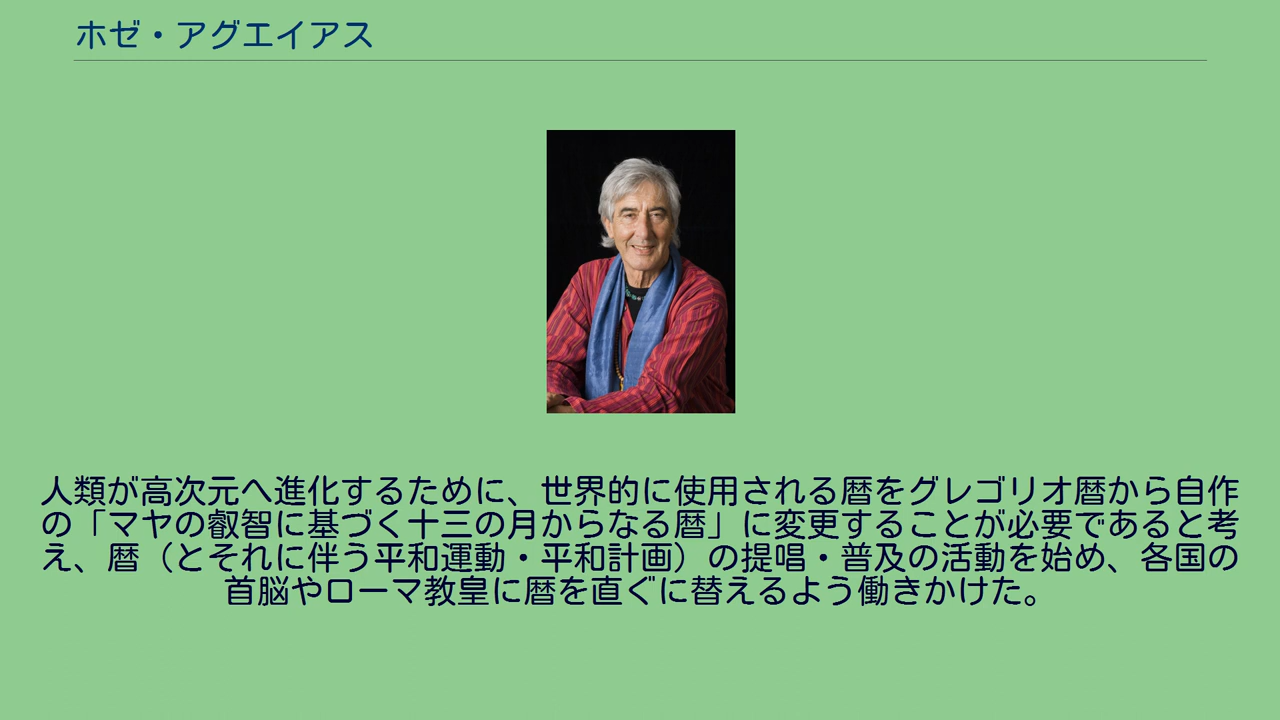 ホゼ・アグエイアス
人類が高次元へ進化するために、世界的に使用される暦をグレゴリオ暦から自作
の「マヤの叡智に基づく十三の月からなる暦」に変更することが必要であると考
え、暦（とそれに伴う平和運動・平和計画）の提唱・普及の活動を始め、各国の
首脳やローマ教皇に暦を直ぐに替えるよう働きかけた。